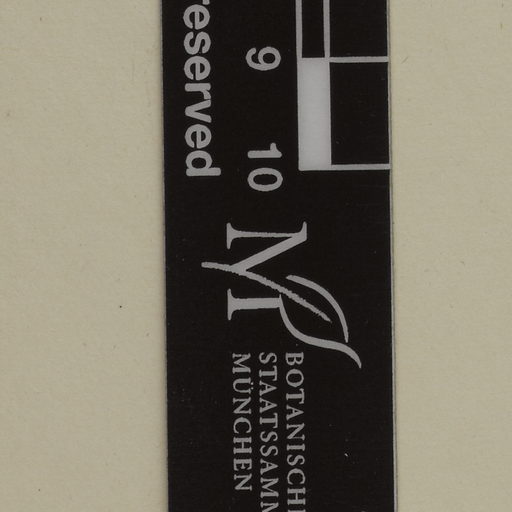 reserved
9 10
M
BOTANISCHE
STAATSSAMM
MÜNCHEN